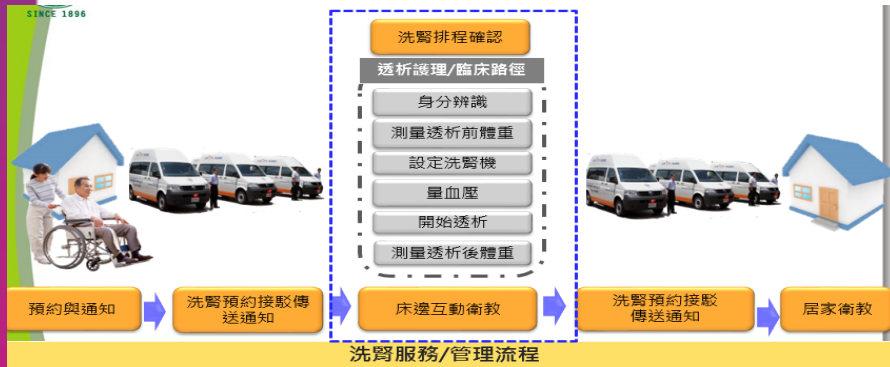 SINCE 1896
洗腎排程確認
透析護理/臨床路徑
身分辨識
測量透析前體重
設定洗腎機
量血壓
開始透析
測量透析後體重
預約與通知
洗腎預約接駁傳
送通知
床邊互動衛教
洗腎預約接駁
傳送通知
居家衛教
洗腎服務/管理流程